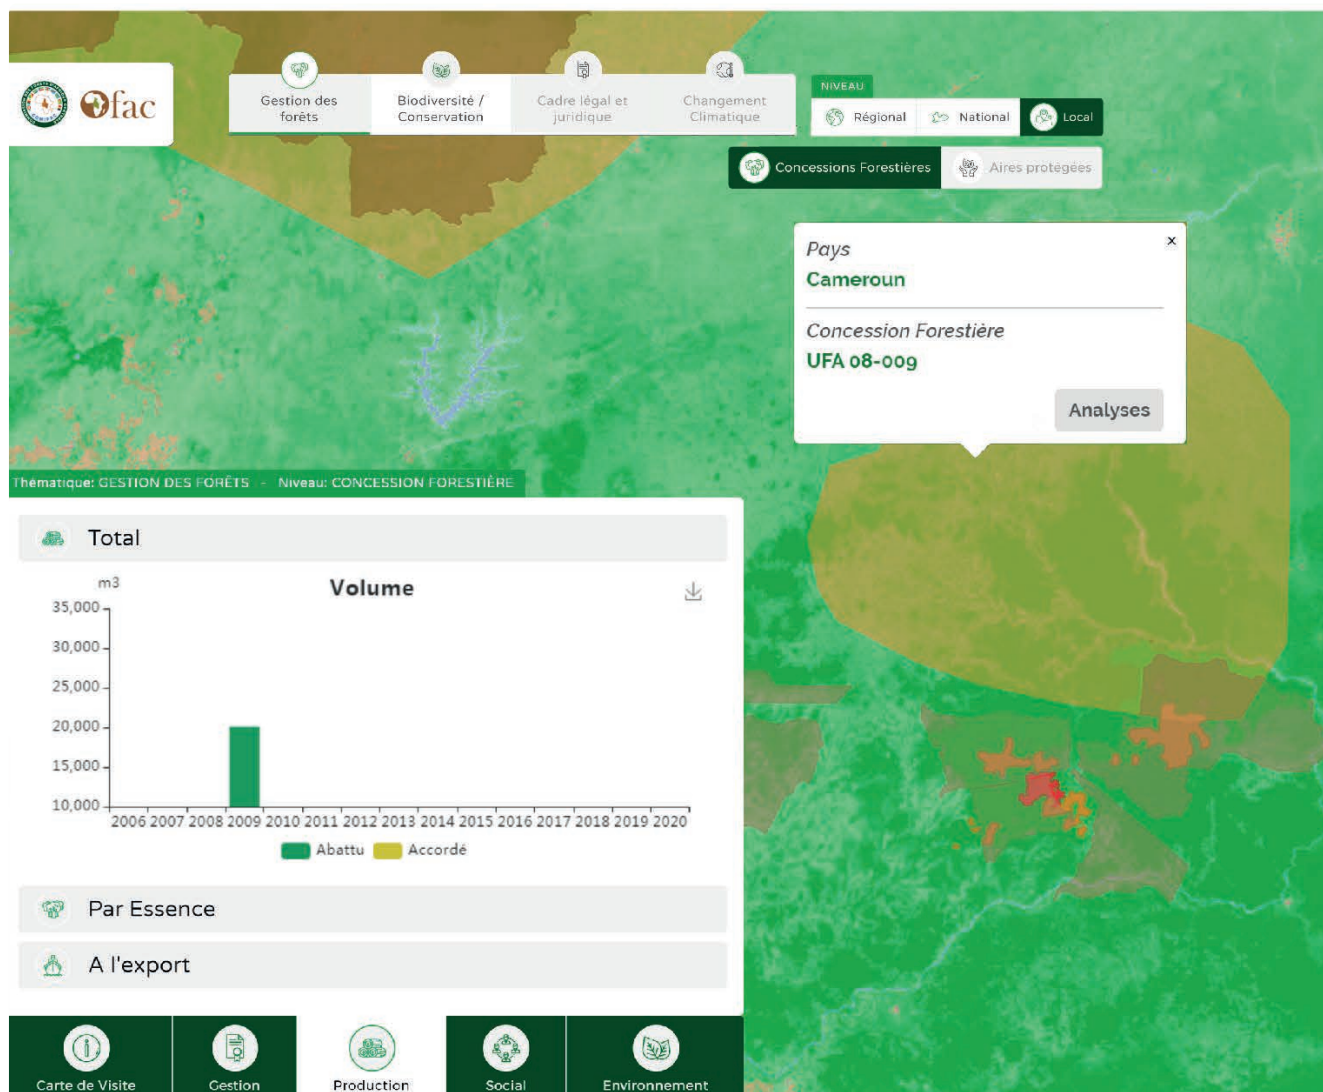 Ofac
Gestion des
forêts
Biodiversité /
Conservation
Cadre légal et
juridique
Changement
Climatique
NIVEAU
Régional
National
Local
Concessions Forestières
Aires protégées
x
Pays
Cameroun
Concession Forestière
UFA 08-009
Analyses
Thématique: GESTION DES FORÊTS - Niveau: CONCESSION FORESTIÈRE
Total
m3
Volume
35,000
30,000
25,000
20,000
15,000
10,000
2006 2007 2008 2009 2010 2011 2012 2013 2014 2015 2016 2017 2018 2019 2020
Abattu Accordé
Par Essence
A l'export
Carte de Visite
Gestion
Production
Social
Environnement